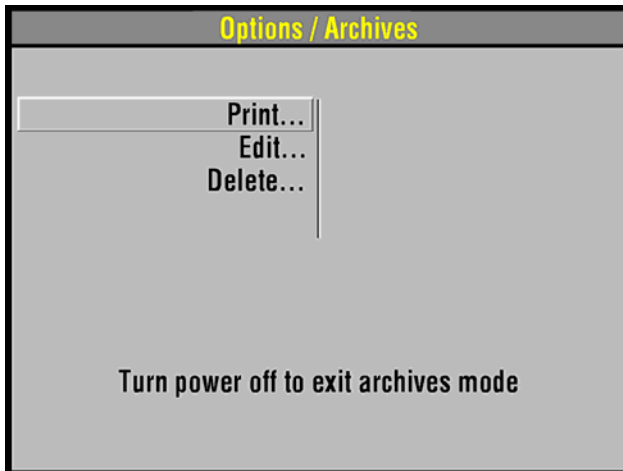 Options / Archives
Print...
Edit...
Delete...
Turn power off to exit archives mode